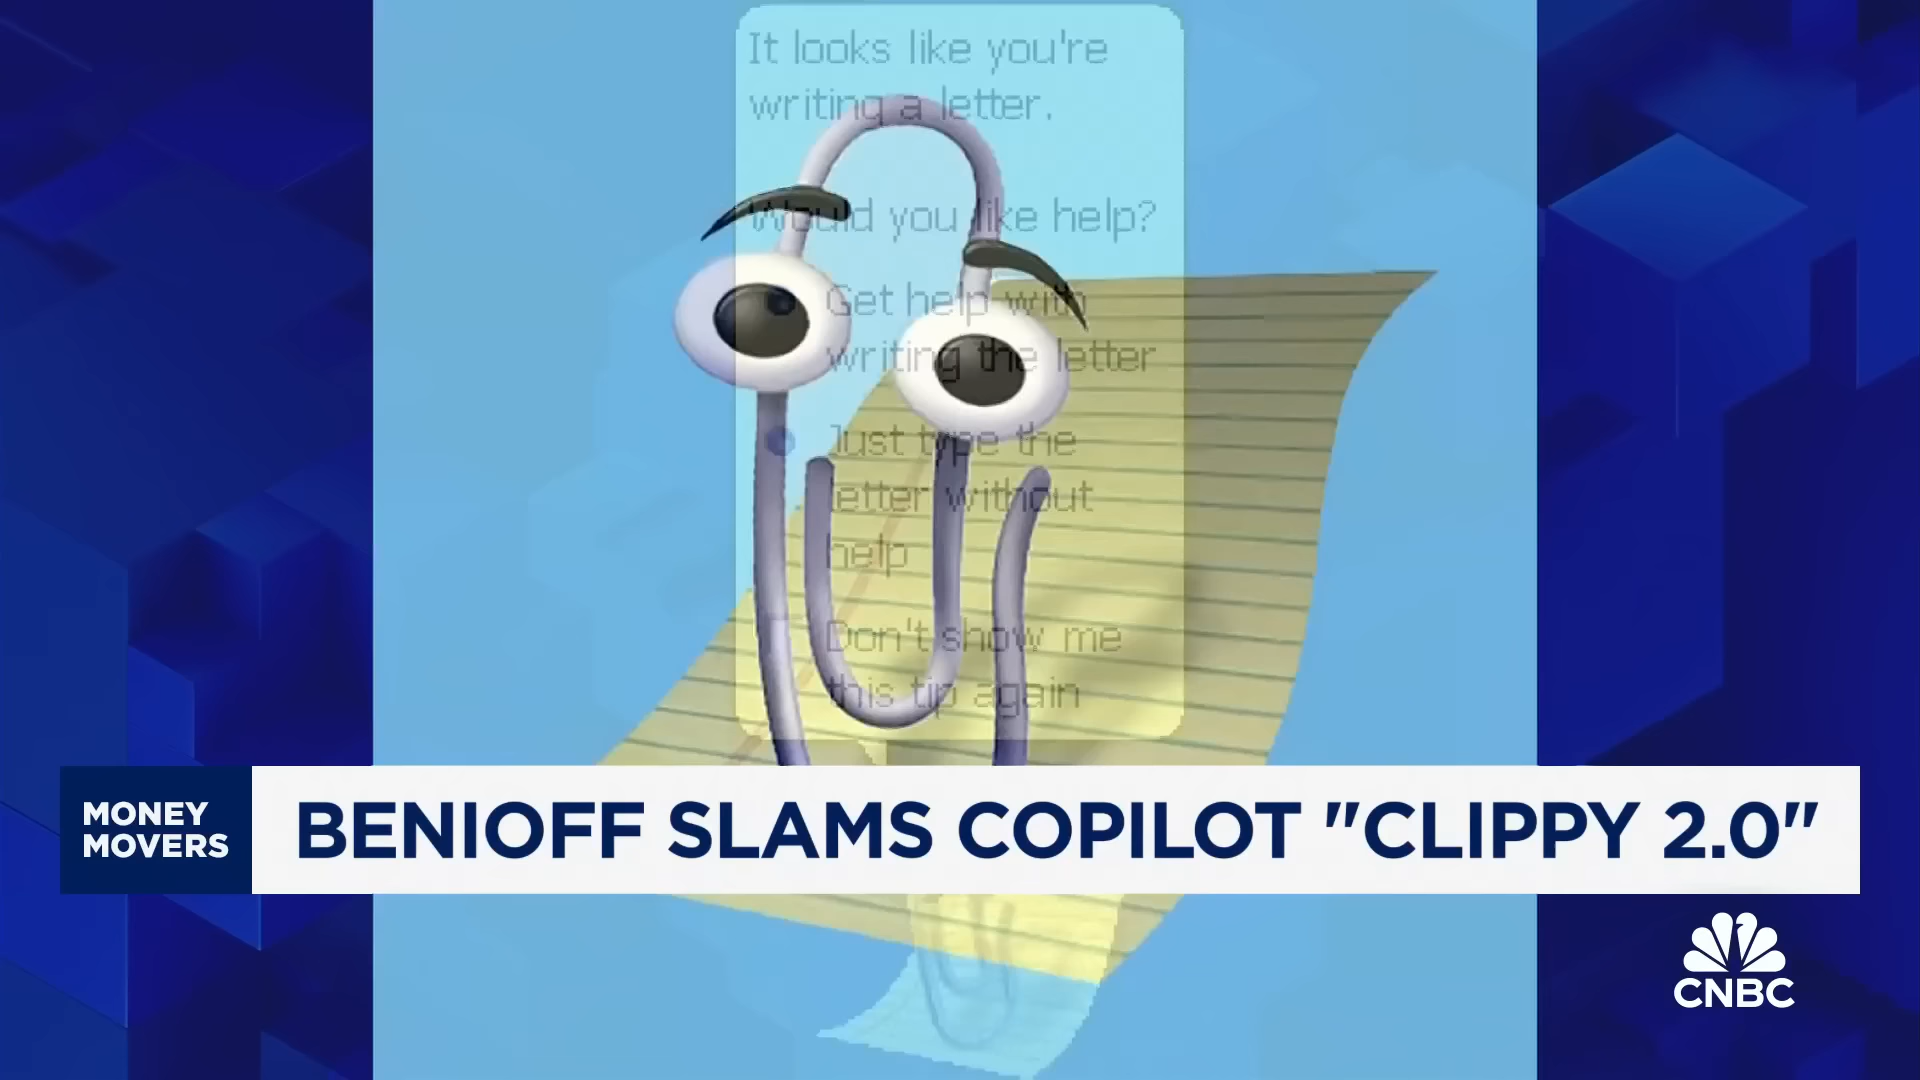 It looks like you're
writing a letter.
Would you like help?
Get help with
writing the letter
Just type the
letter without
help
Don't show me
this tip again
MONEY
MOVERS
BENIOFF SLAMS COPILOT "CLIPPY 2.0"
CNBC